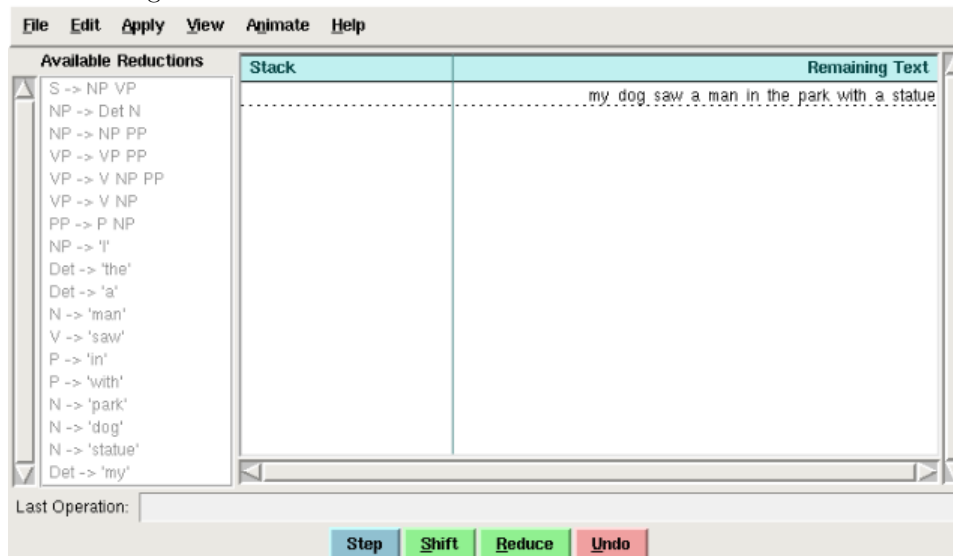 File Edit Apply View Animate Help
Available Reductions
Stack
Remaining Text
S -> NP VP
NP -> Det N
NP -> NP PP
VP -> VP PP
VP -> V NP PP
VP -> V NP
PP -> P NP
NP -> 'I'
Det -> 'the'
Det -> 'a'
N -> 'man'
V -> 'saw'
P -> 'in'
P -> 'with'
N -> 'park'
N -> 'dog'
N -> 'statue'
Det -> 'my'
my dog saw a man in the park with a statue
Last Operation:
Step Shift Reduce Undo